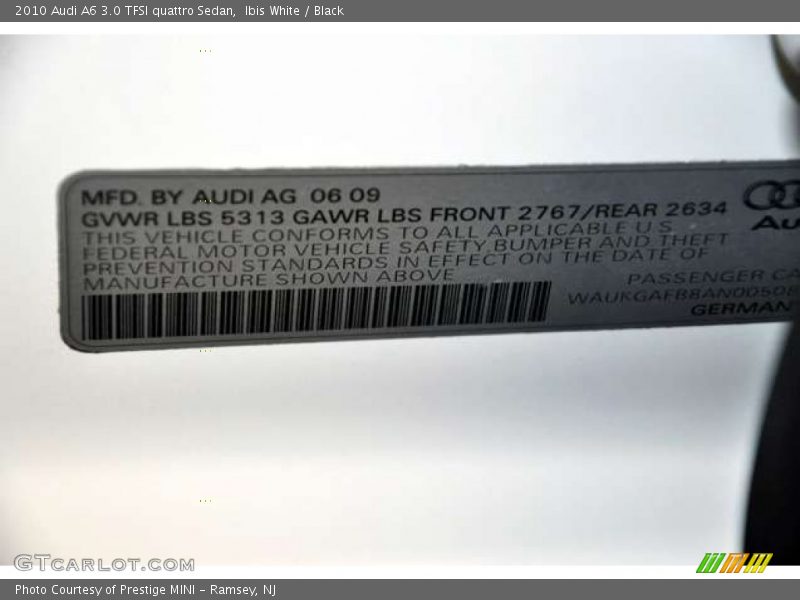 2010 Audi A6 3.0 TFSI quattro Sedan, Ibis White / Black
MFD. BY AUDI AG 06 09
GVWR LBS 5313 GAWR LBS FRONT 2767/REAR 2634
THIS VEHICLE CONFORMS TO ALL APPLICABLE U.S.
FEDERAL MOTOR VEHICLE SAFETY,BUMPER AND THEFT
PREVENTION STANDARDS IN EFFECT ON THE DATE OF
MANUFACTURE SHOWN ABOVE
Au
PASSENGER CA
GERMAN
GTCARLOT.COM
Photo Courtesy of Prestige MINI - Ramsey, NJ